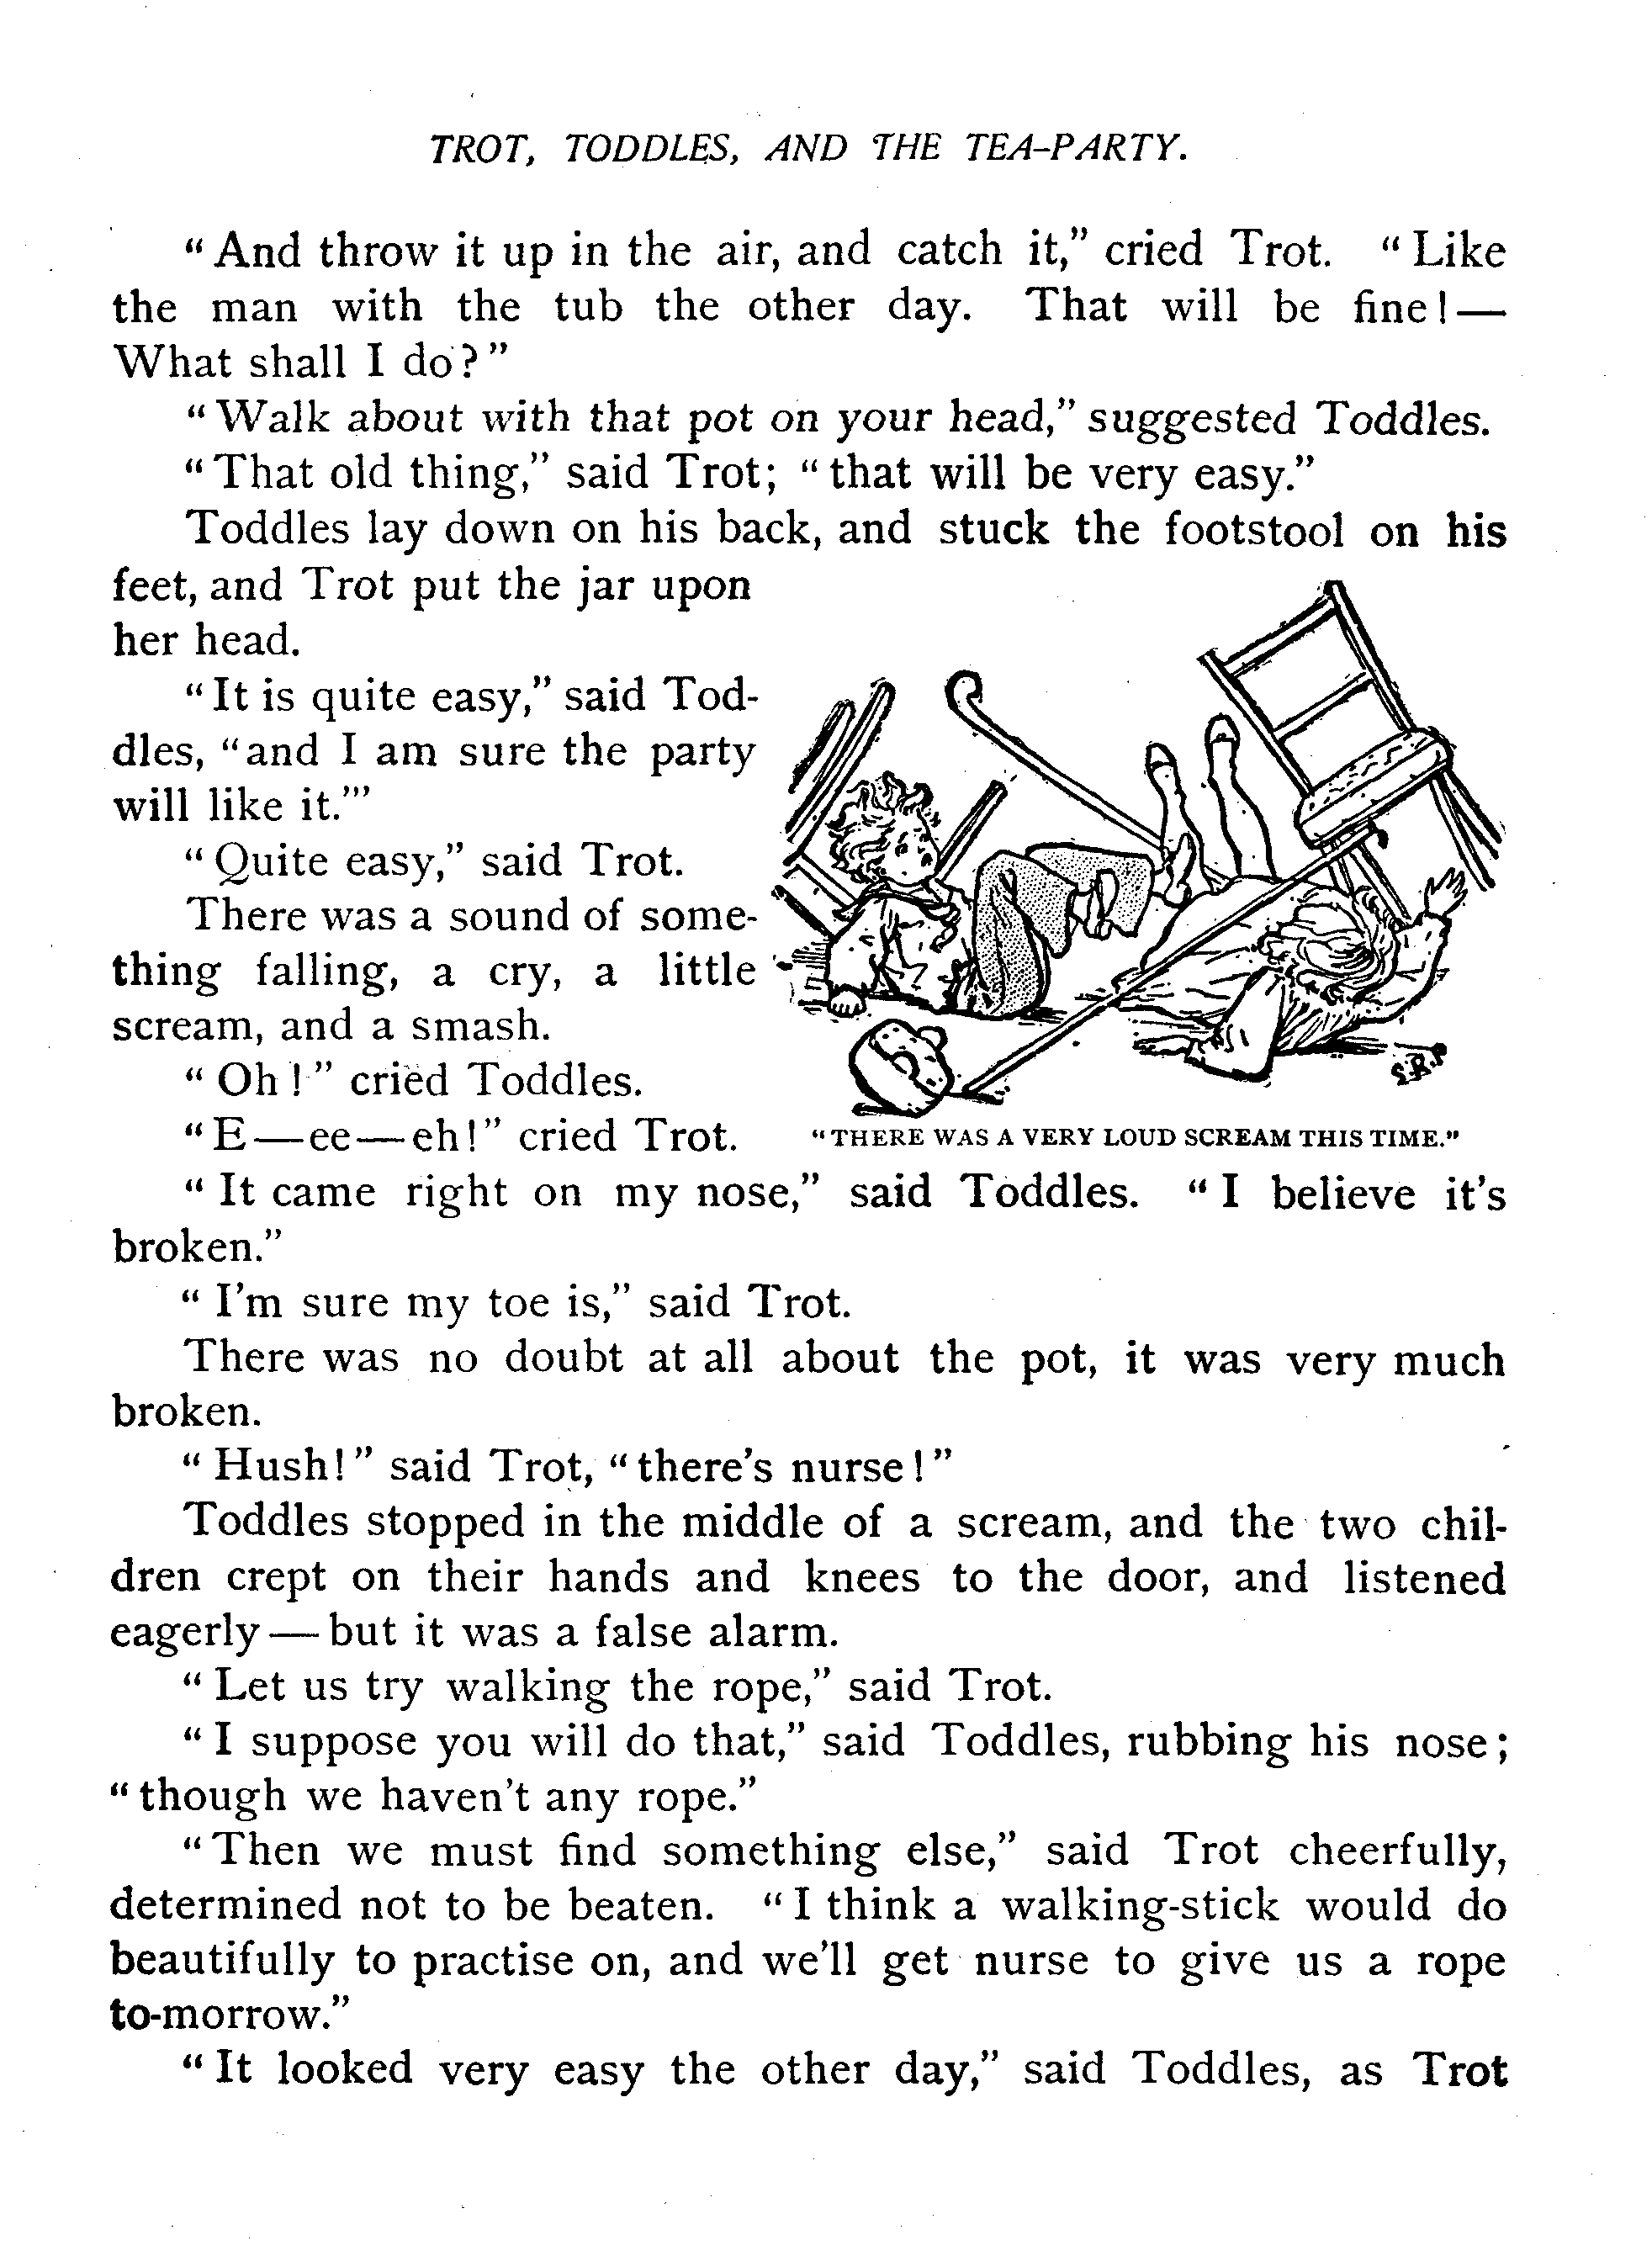 TROT, TODDLES, AND THE TEA-PARTY.
“And throw it up in the air, and catch it,” cried Trot. “Like
the man with the tub the other day. That will be fine!—
What shall I do?”
“Walk about with that pot on your head,” suggested Toddles.
“That old thing,” said Trot; “that will be very easy.”
Toddles lay down on his back, and stuck the footstool on his
feet, and Trot put the jar upon
her head.
“It is quite easy,” said Tod-
dles, “and I am sure the party
will like it.’”
“Quite easy,” said Trot.
There was a sound of some-
thing falling, a cry, a little
scream, and a smash.
“Oh!” cried Toddles.
“E—ee—eh!” cried Trot.
S.R.P
“THERE WAS A VERY LOUD SCREAM THIS TIME.”
“It came right on my nose,” said Toddles. “I believe it's
broken.”
“I'm sure my toe is,” said Trot.
There was no doubt at all about the pot, it was very much
broken.
“Hush!” said Trot, “there's nurse!”
Toddles stopped in the middle of a scream, and the two chil-
dren crept on their hands and knees to the door, and listened
eagerly—but it was a false alarm.
“Let us try walking the rope,” said Trot.
“I suppose you will do that,” said Toddles, rubbing his nose;
“though we haven't any rope.”
“Then we must find something else,” said Trot cheerfully,
determined not to be beaten. “I think a walking-stick would do
beautifully to practise on, and we'll get nurse to give us a rope
to-morrow.”
“It looked very easy the other day,” said Toddles, as Trot